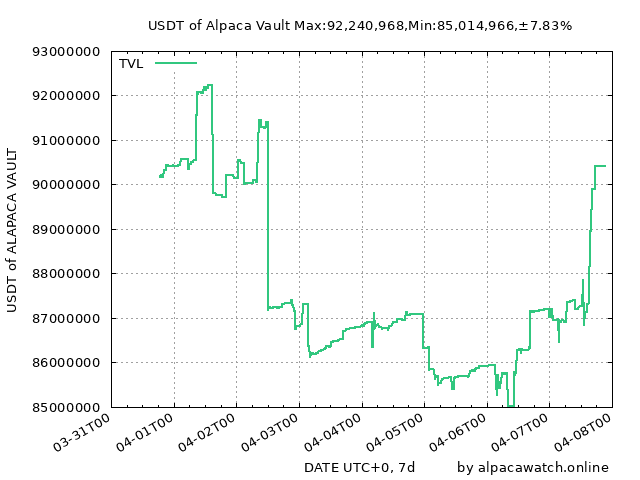 USDT of Alpaca Vault Max:92,240,968,Min:85,014,966,±7.83%
TVL
93000000
92000000
91000000
90000000
89000000
88000000
87000000
86000000
85000000
USDT of ALAPACA VAULT
03-31T00
04-01T00
04-02T00
04-03T00
04-04T00
04-05T00
04-06T00
04-07T00
04-08T00
DATE UTC+0, 7d
by alpacawatch.online